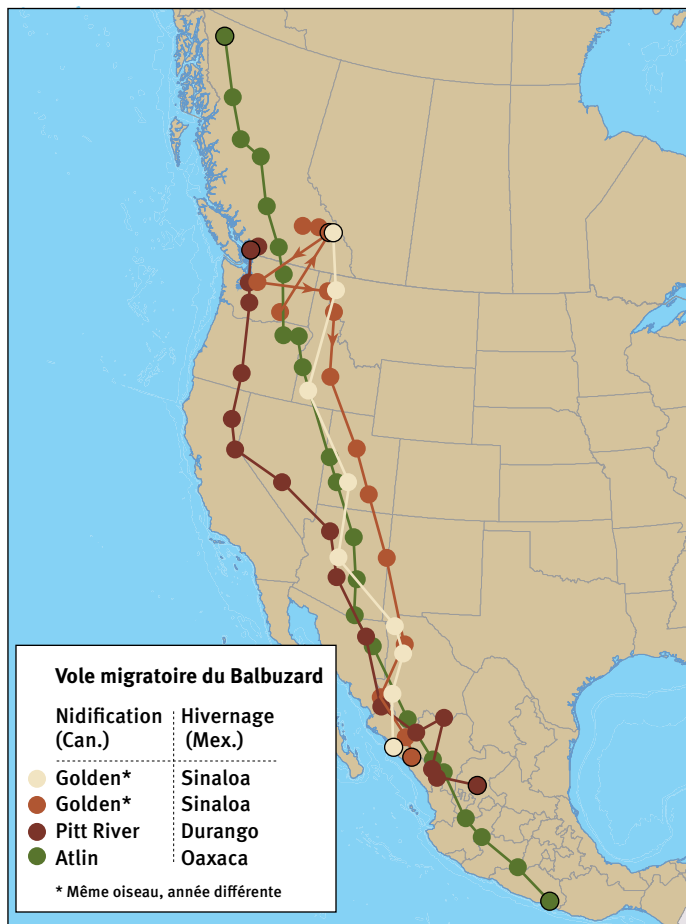 Vole migratoire du Balbuzard
Nidification Hivernage
(Can.) (Mex.)
Golden* Sinaloa
Golden* Sinaloa
Pitt River Durango
Atlin Oaxaca
* Même oiseau, année différente